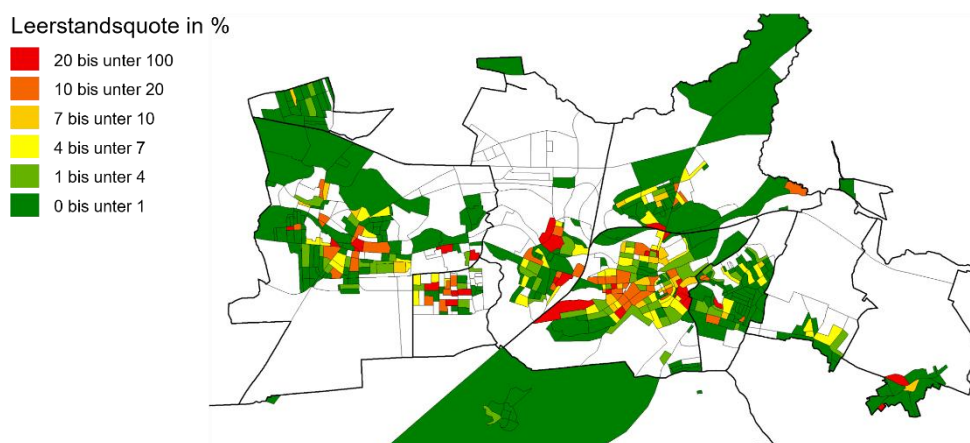 Leerstandsquote in %
20 bis unter 100
10 bis unter 20
7 bis unter 10
4 bis unter 7
1 bis unter 4
0 bis unter 1